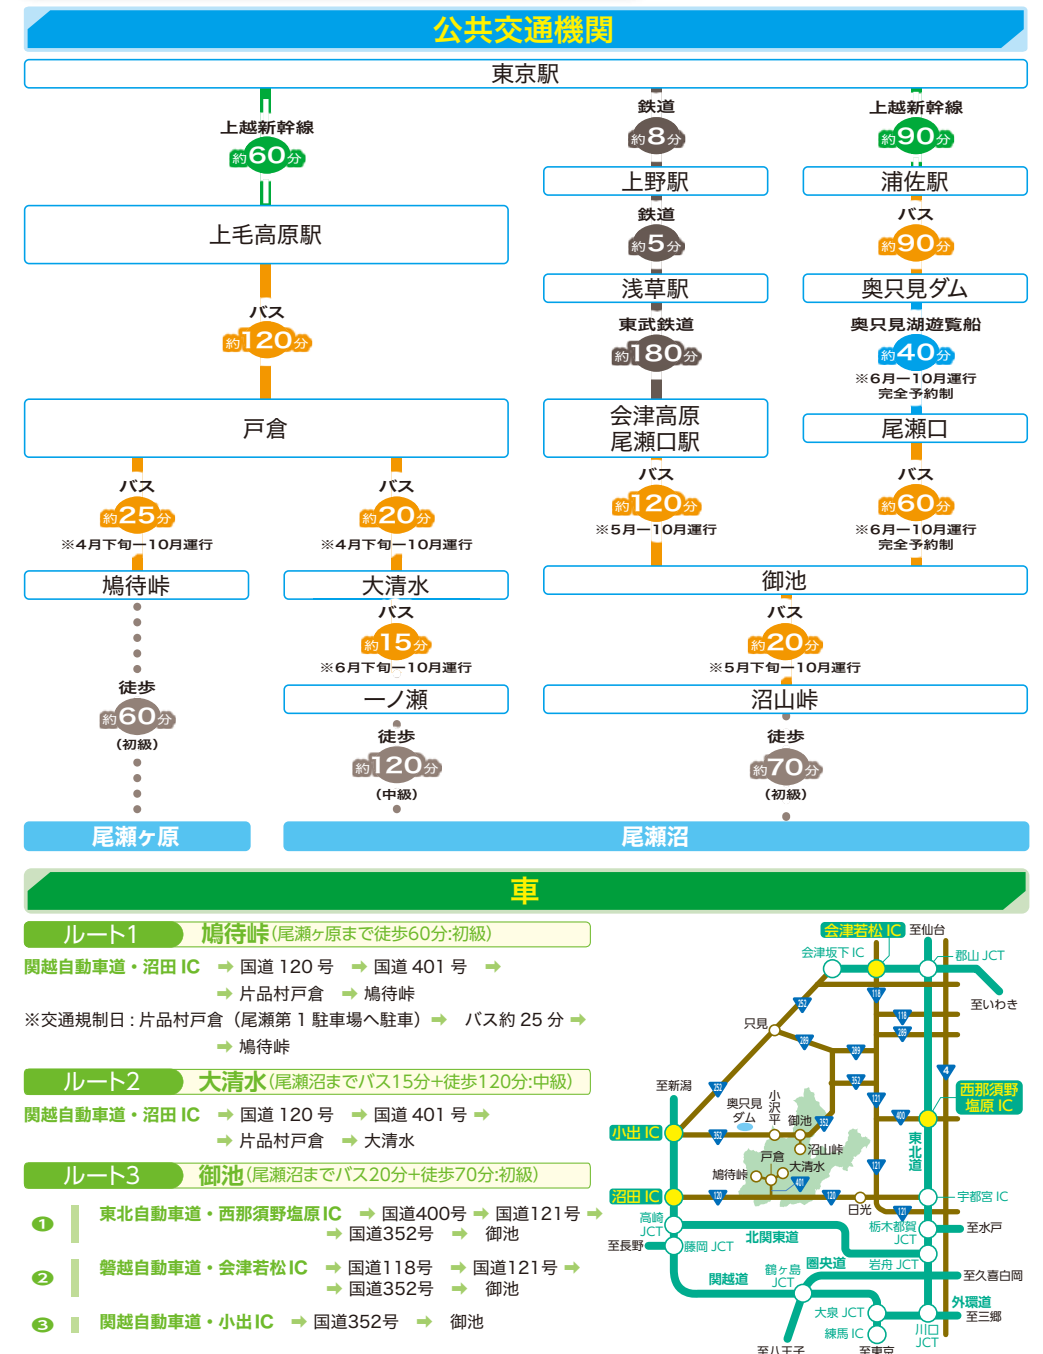 公共交通機関
東京駅
上越新幹線
約60分
上毛高原駅
バス
約120分
戸倉
バス
約25分
※4月下旬ー10月運行
鳩待峠
徒歩
約60分
(初級)
尾瀬ヶ原
バス
約20分
※4月下旬ー10月運行
大清水
バス
約15分
※6月下旬ー10月運行
一ノ瀬
徒歩
約120分
(中級)
鉄道
約8分
上野駅
鉄道
約5分
浅草駅
東武鉄道
約180分
会津高原
尾瀬口駅
バス
約120分
※5月ー10月運行
上越新幹線
約90分
浦佐駅
バス
約90分
奥只見ダム
奥只見湖遊覧船
約40分
※6月ー10月運行
完全予約制
尾瀬口
バス
約60分
※6月ー10月運行
完全予約制
御池
バス
約20分
※5月下旬ー10月運行
沼山峠
徒歩
約70分
(初級)
尾瀬沼
車
ルート1 鳩待峠(尾瀬ヶ原まで徒歩60分:初級)
関越自動車道・沼田 IC ➡ 国道 120 号 ➡ 国道 401 号 ➡
➡ 片品村戸倉 ➡ 鳩待峠
※交通規制日 : 片品村戸倉（尾瀬第 1 駐車場へ駐車）➡ バス約 25 分 ➡
➡ 鳩待峠
ルート2 大清水(尾瀬沼までバス15分+徒歩120分:中級)
関越自動車道・沼田 IC ➡ 国道 120 号 ➡ 国道 401 号 ➡
➡ 片品村戸倉 ➡ 大清水
ルート3 御池(尾瀬沼までバス20分+徒歩70分:初級)
❶ 東北自動車道・西那須野塩原 IC ➡ 国道400号 ➡ 国道121号 ➡
➡ 国道352号 ➡ 御池
❷ 磐越自動車道・会津若松 IC ➡ 国道118号 ➡ 国道121号 ➡
➡ 国道352号 ➡ 御池
❸ 関越自動車道・小出 IC ➡ 国道352号 ➡ 御池
会津若松 IC
至仙台
会津坂下 IC
郡山 JCT
至いわき
252
118
118
289
只見
289
289
352
4
至新潟
252
小沢平
奥只見
ダム
御池
352
121
400
西那須野
塩原 IC
小出 IC
352
沼山峠
東北道
戸倉
大清水
鳩待峠
401
121
沼田 IC
120
120
日光
121
宇都宮 IC
高崎
JCT
栃木都賀
JCT
至水戸
北関東道
至長野
藤岡 JCT
岩舟 JCT
圏央道
鶴ヶ島
JCT
関越道
至久喜白岡
外環道
大泉 JCT
至三郷
練馬 IC
川口
JCT
至八王子
至東京